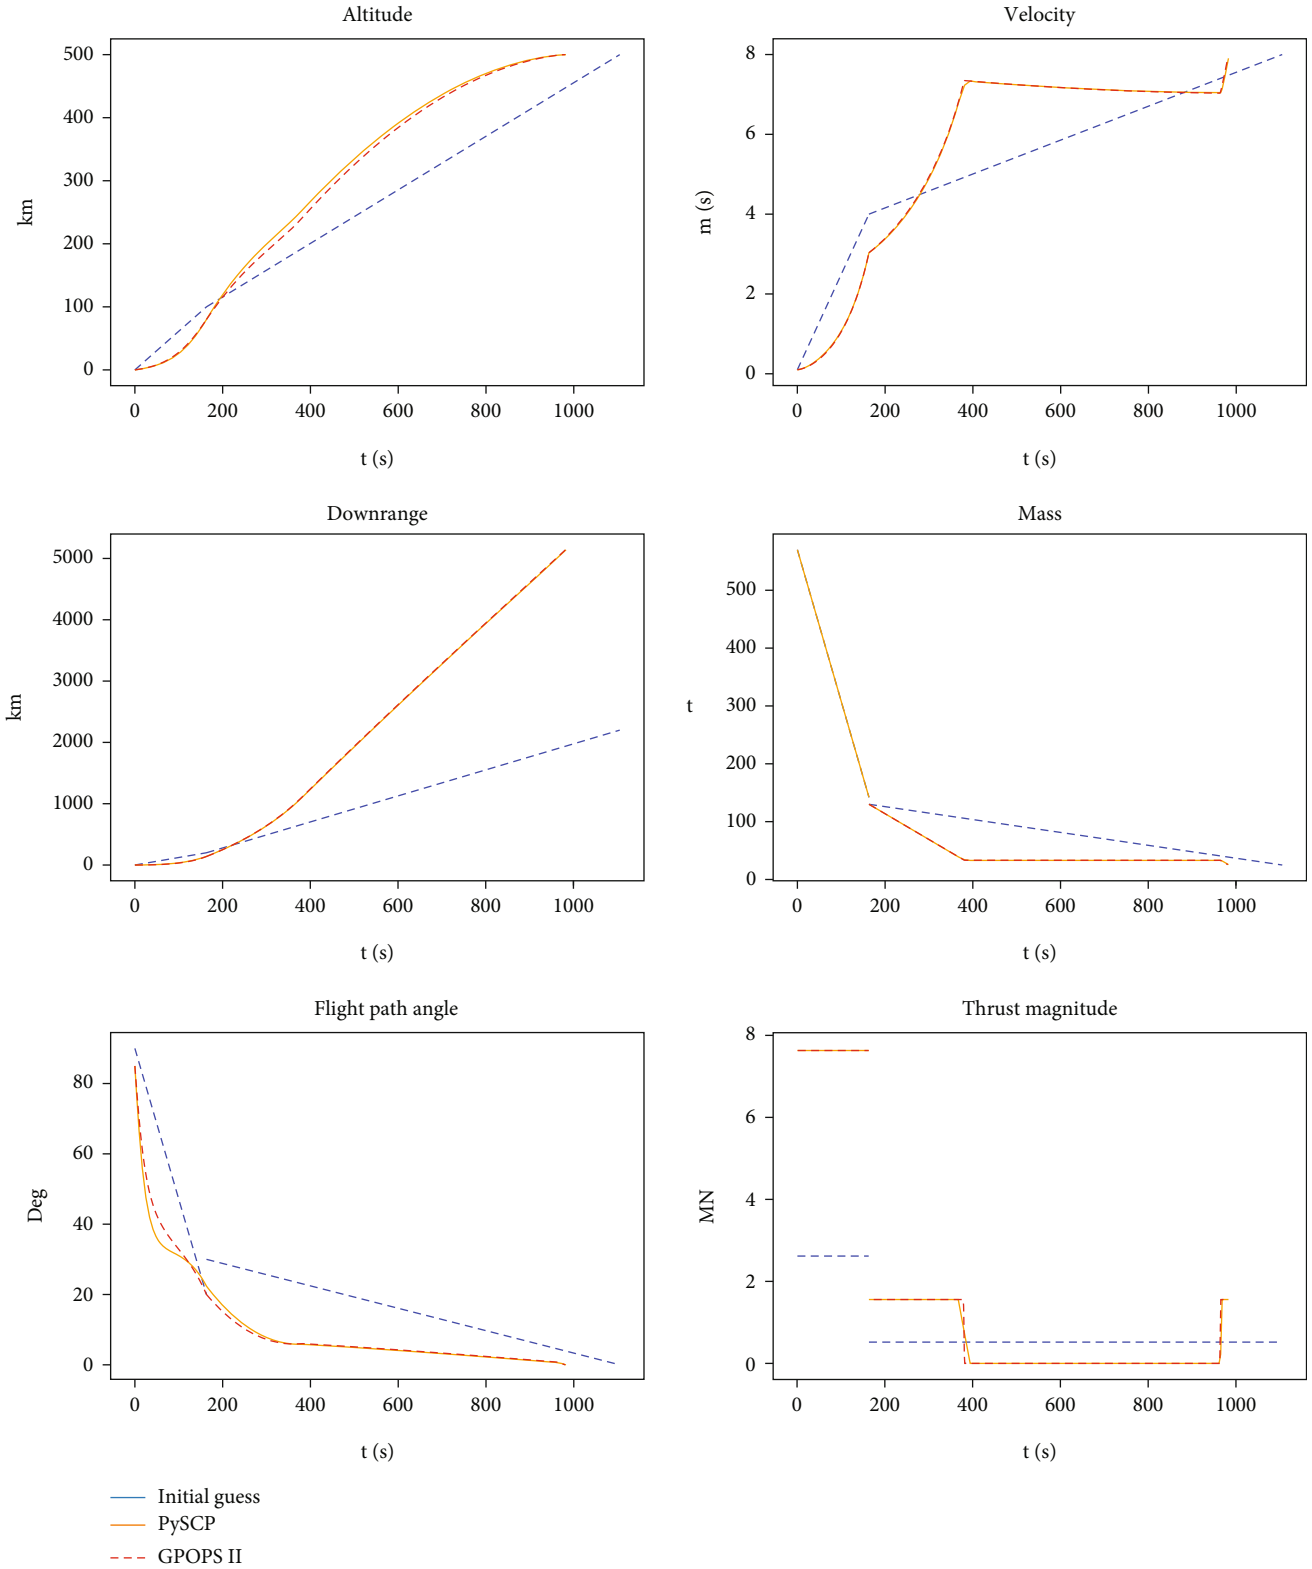 Altitude
500
400
300
200
100
0
km
0 200 400 600 800 1000
t (s)
Velocity
8
6
4
2
0
m (s)
0 200 400 600 800 1000
t (s)
Downrange
5000
4000
3000
2000
1000
0
km
0 200 400 600 800 1000
t (s)
Mass
500
400
300
200
100
0
t
0 200 400 600 800 1000
t (s)
Flight path angle
80
60
40
20
0
Deg
0 200 400 600 800 1000
t (s)
Thrust magnitude
8
6
4
2
0
MN
0 200 400 600 800 1000
t (s)
Initial guess
PySCP
GPOPS II